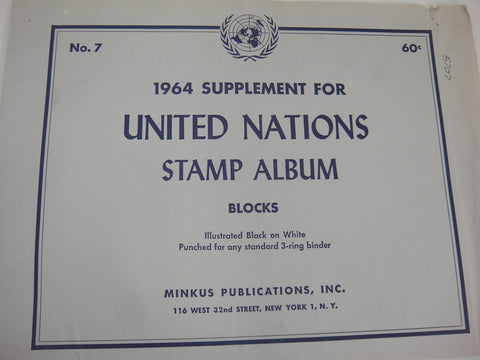 No. 7
60¢
5707
1964 SUPPLEMENT FOR
UNITED NATIONS
STAMP ALBUM
BLOCKS
Illustrated Black on White
Punched for any standard 3-ring binder
MINKUS PUBLICATIONS, INC.
116 WEST 32nd STREET, NEW YORK 1, N. Y.